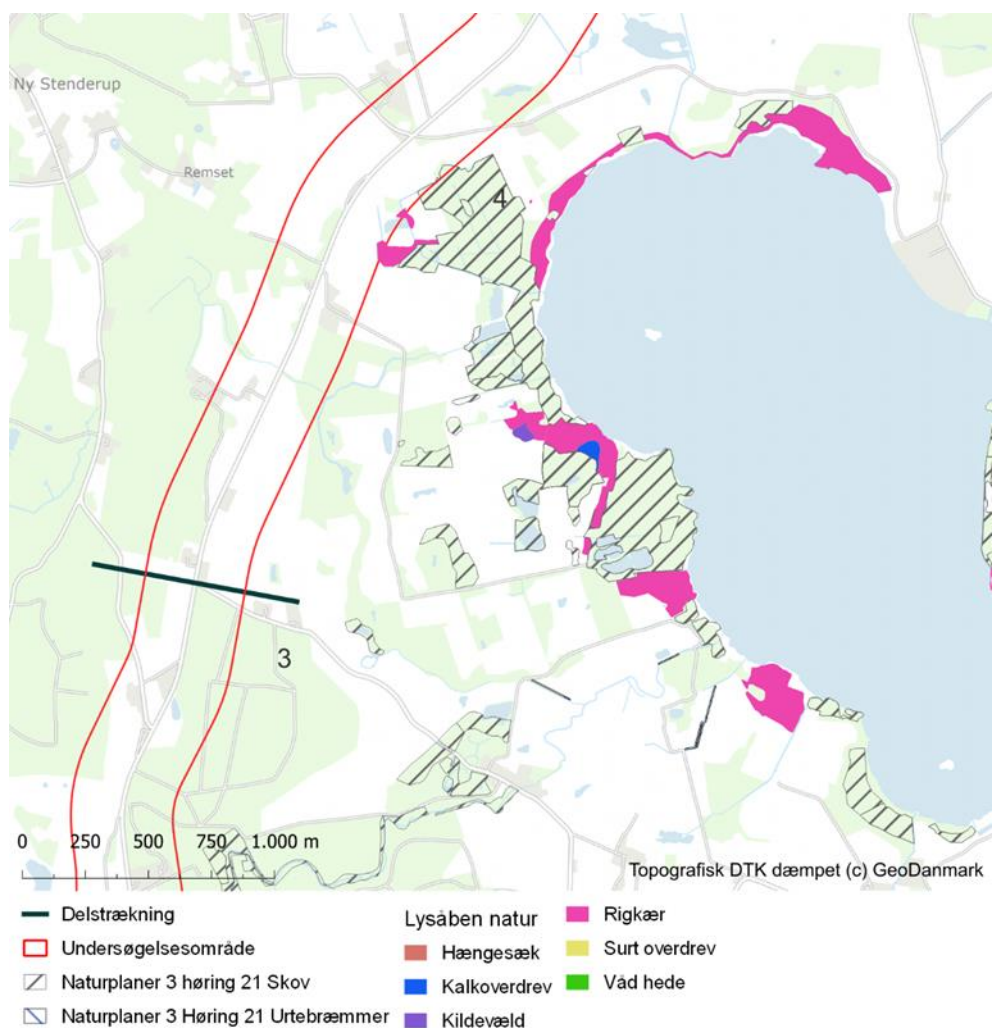 Ny Stenderup
Remset
4
3
0 250 500 750 1.000 m
Topografisk DTK dæmpet (c) GeoDanmark
Delstrækning
Undersøgelsesområde
Naturplaner 3 høring 21 Skov
Naturplaner 3 Høring 21 Urtebræmmer
Lysåben natur
Hængesæk
Kalkoverdrev
Kildevæld
Rigkær
Surt overdrev
Våd hede